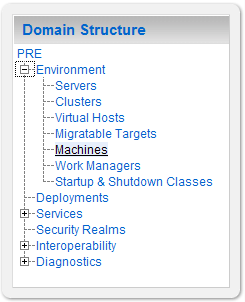 Domain Structure
PRE
Environment
Servers
Clusters
Virtual Hosts
Migratable Targets
Machines
Work Managers
Startup & Shutdown Classes
Deployments
Services
Security Realms
Interoperability
Diagnostics